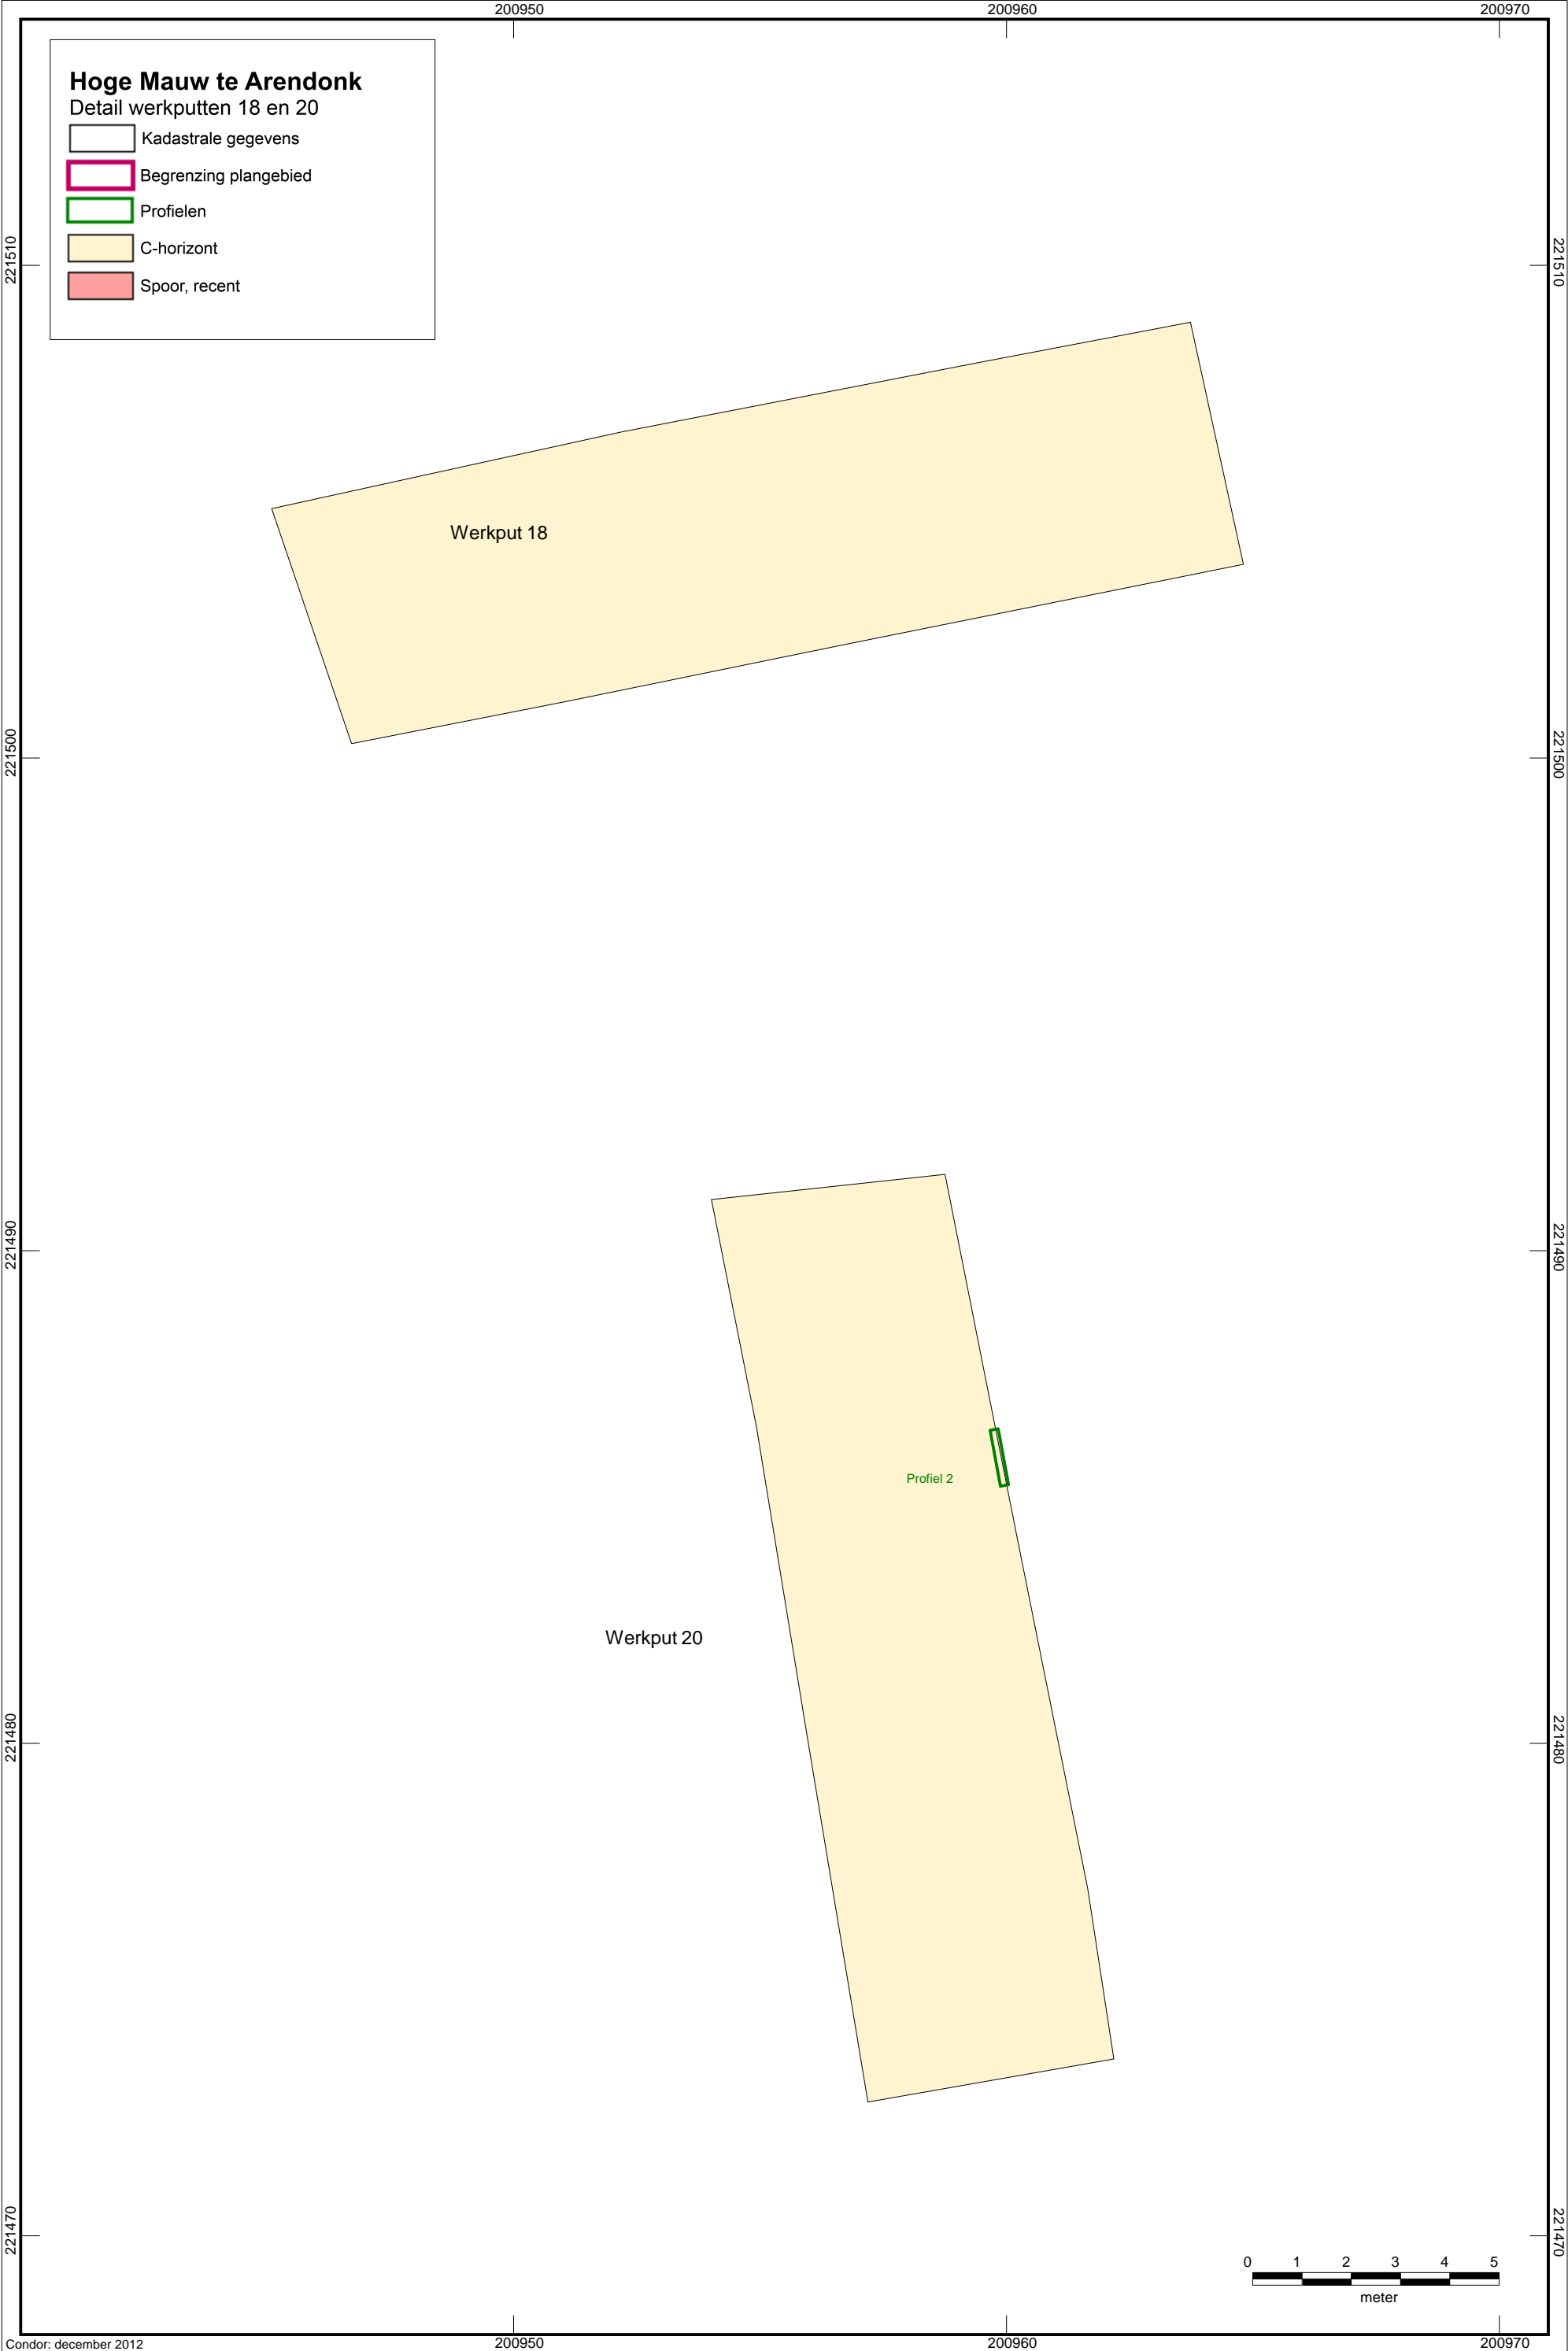 200950 200960 200970
Hoge Mauw te Arendonk
Detail werkputten 18 en 20
Kadastrale gegevens
Begrenzing plangebied
Profielen
C-horizont
Spoor, recent
221510 221510
Werkput 18
221500 221500
221490 221490
Profiel 2
Werkput 20
221480 221480
221470 221470
0 1 2 3 4 5
meter
Condor: december 2012
200950 200960 200970